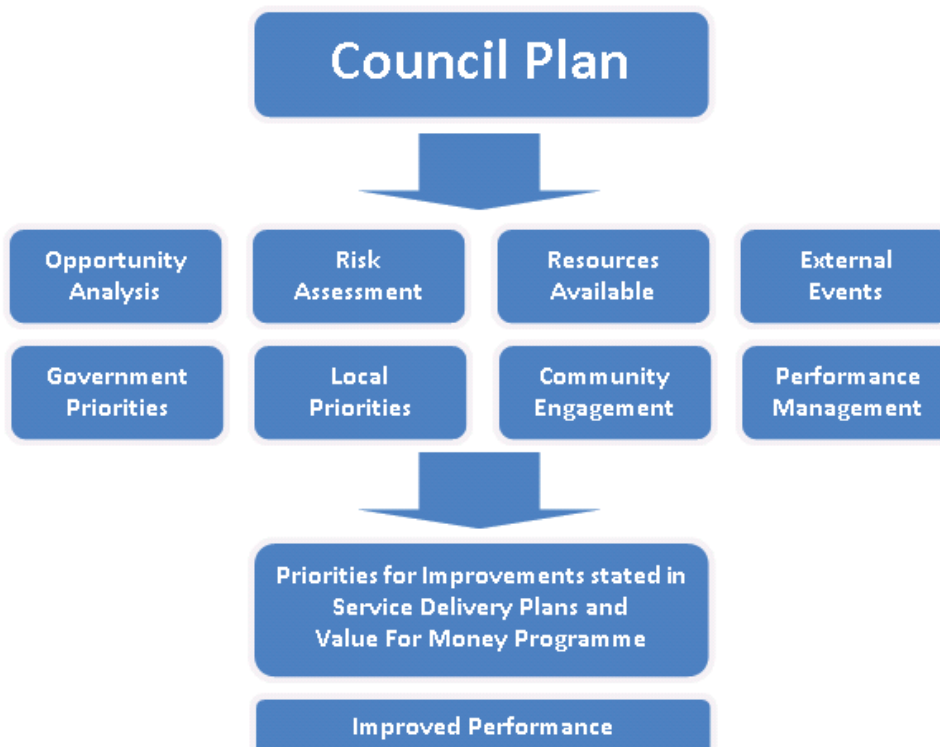 Council Plan
Opportunity
Analysis
Risk
Assessment
Resources
Available
External
Events
Government
Priorities
Local
Priorities
Community
Engagement
Performance
Management
Priorities for Improvements stated in
Service Delivery Plans and
Value For Money Programme
Improved Performance